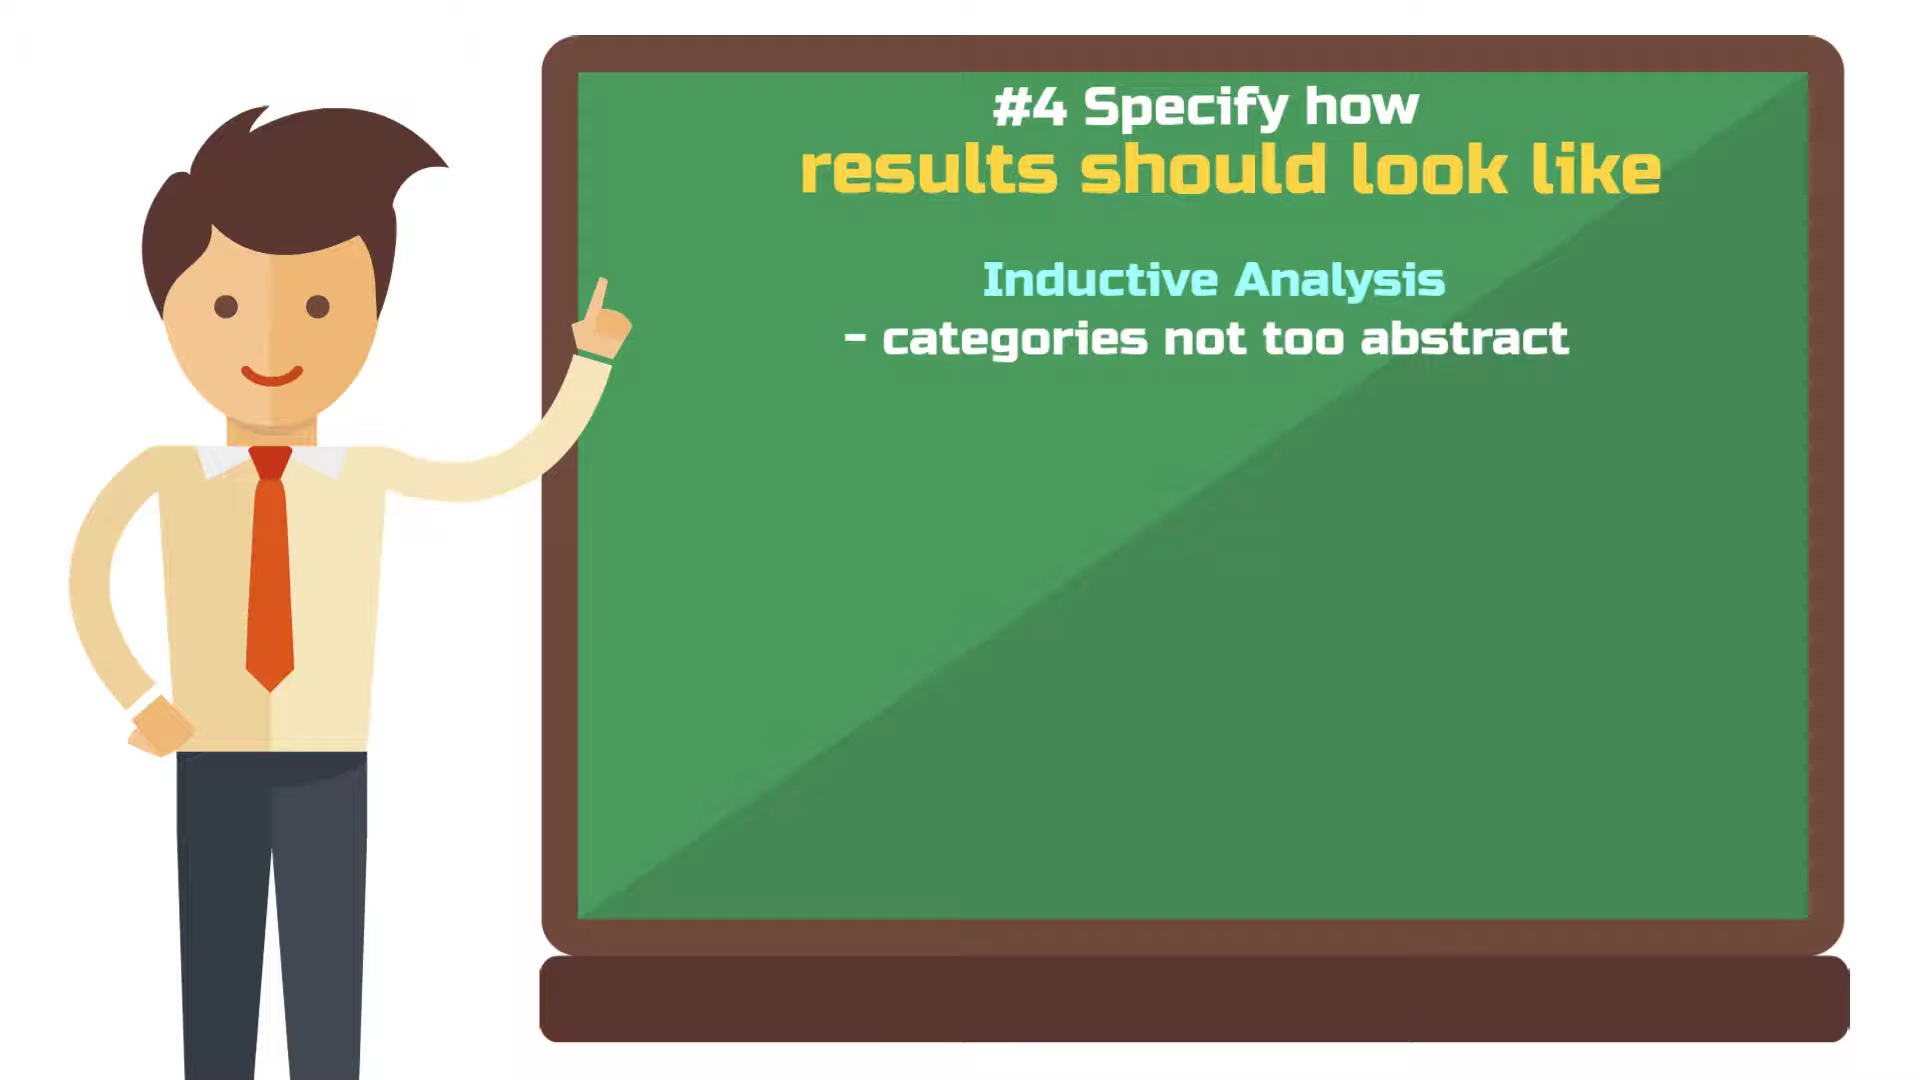 #4 Specify how
results should look like
Inductive Analysis
- categories not too abstract